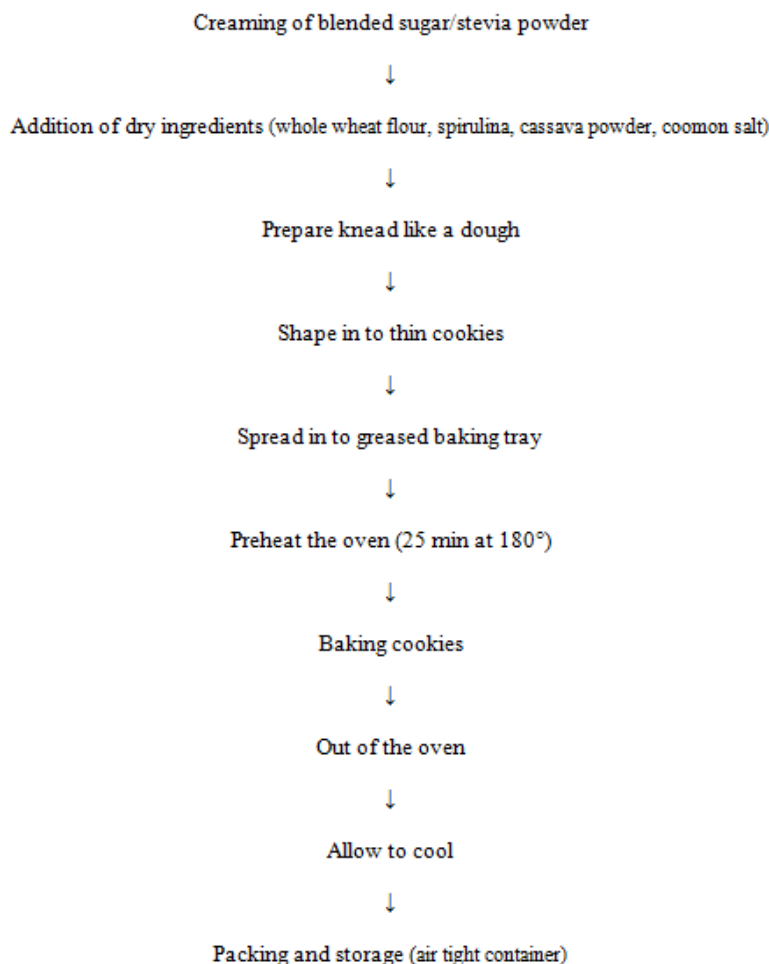 Creaming of blended sugar/stevia powder
↓
Addition of dry ingredients (whole wheat flour, spirulina, cassava powder, coomon salt)
↓
Prepare knead like a dough
↓
Shape in to thin cookies
↓
Spread in to greased baking tray
↓
Preheat the oven (25 min at 180°)
↓
Baking cookies
↓
Out of the oven
↓
Allow to cool
↓
Packing and storage (air tight container)